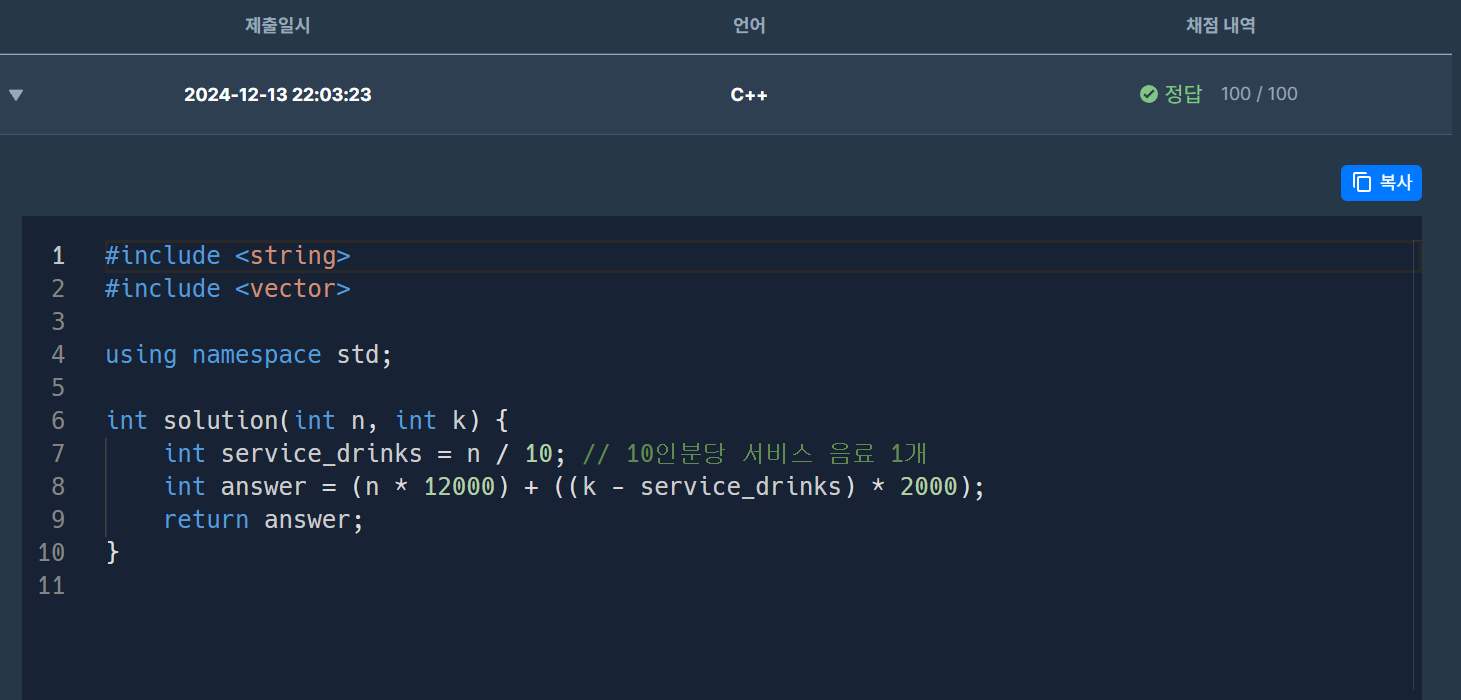 제출일시 언어 채점 내역
2024-12-13 22:03:23 C++ 정답 100 / 100
복사
1 #include <string>
2 #include <vector>
3
4 using namespace std;
5
6 int solution(int n, int k) {
7     int service_drinks = n / 10; // 10인분당 서비스 음료 1개
8     int answer = (n * 12000) + ((k - service_drinks) * 2000);
9     return answer;
10 }
11